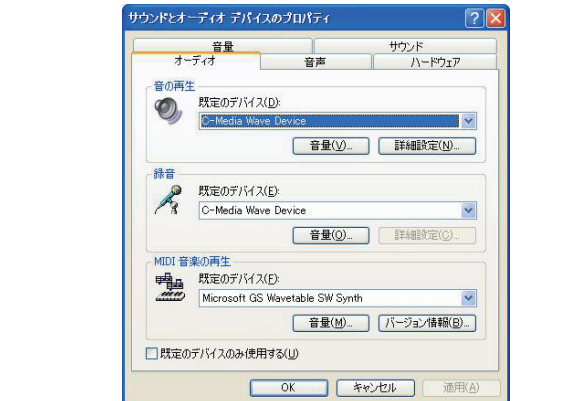 サウンドとオーディオ デバイスのプロパティ
音量
サウンド
オーディオ
音声
ハードウェア
音の再生
既定のデバイス(D):
C-Media Wave Device
音量(V)...
詳細設定(N)...
録音
既定のデバイス(E):
C-Media Wave Device
音量(O)...
詳細設定(C)...
MIDI 音楽の再生
既定のデバイス(F):
Microsoft GS Wavetable SW Synth
音量(M)...
バージョン情報(B)...
既定のデバイスのみ使用する(U)
OK
キャンセル
適用(A)